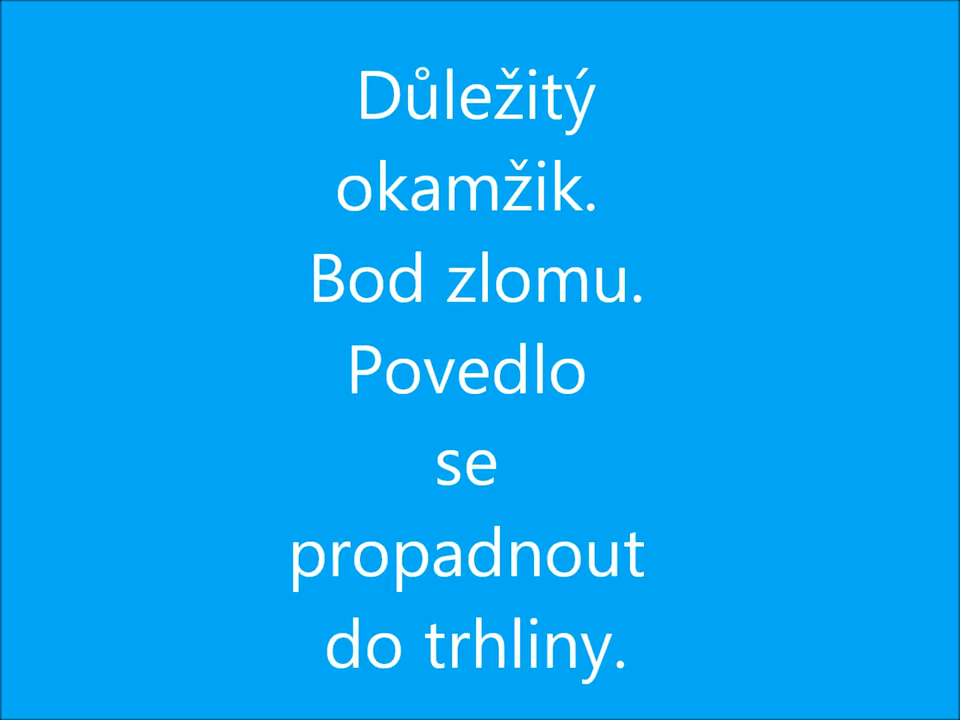 Důležitý
okamžik.
Bod zlomu.
Povedlo
se
propadnout
do trhliny.